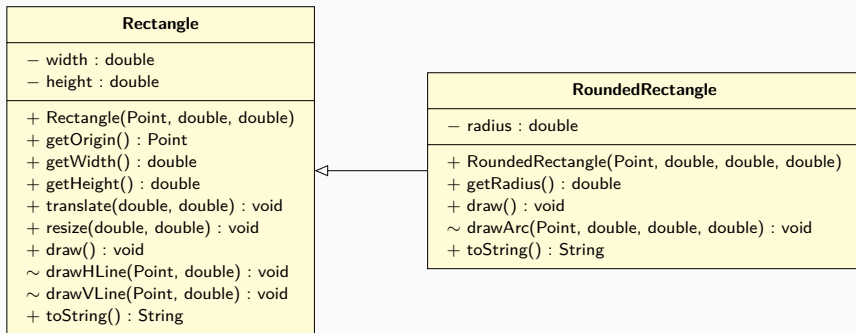 Rectangle
− width : double
− height : double
+ Rectangle(Point, double, double)
+ getOrigin() : Point
+ getWidth() : double
+ getHeight() : double
+ translate(double, double) : void
+ resize(double, double) : void
+ draw() : void
∼ drawHLine(Point, double) : void
∼ drawVLine(Point, double) : void
+ toString() : String
RoundedRectangle
− radius : double
+ RoundedRectangle(Point, double, double, double)
+ getRadius() : double
+ draw() : void
∼ drawArc(Point, double, double, double) : void
+ toString() : String